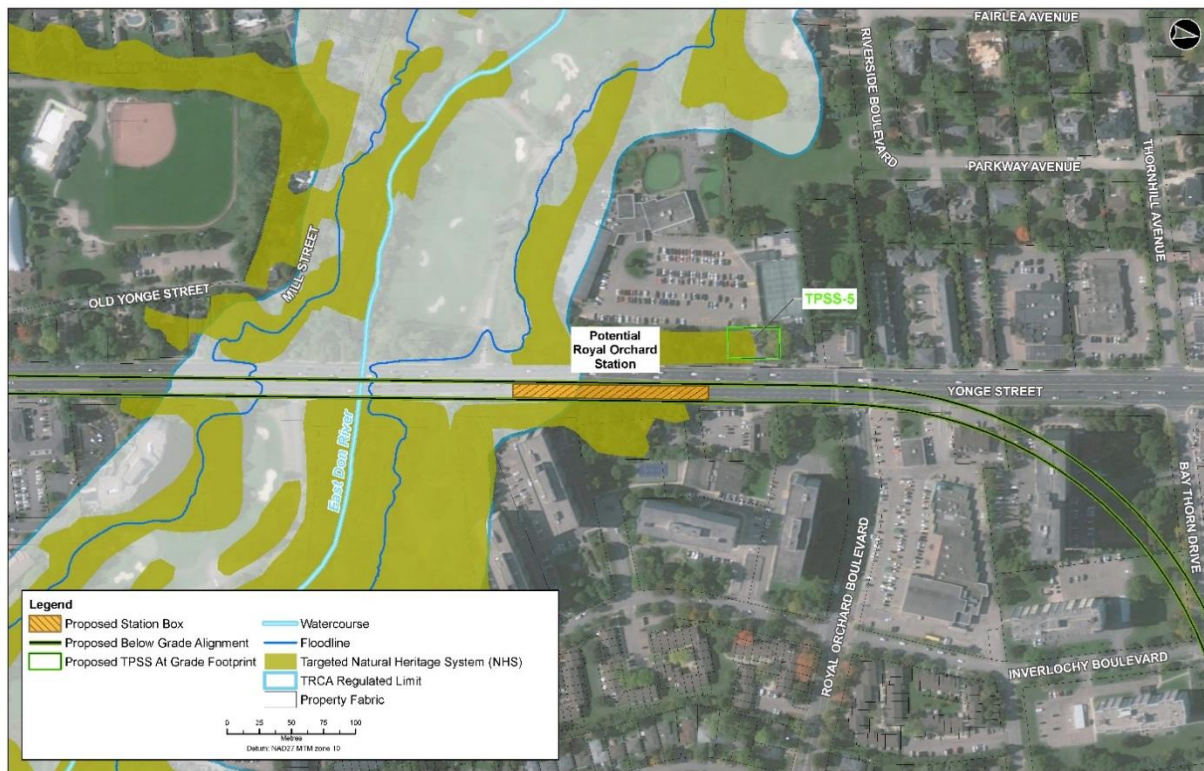 FAIRLEA AVENUE
RIVERSIDE BOULEVARD
PARKWAY AVENUE
THORNHILL AVENUE
MILL STREET
OLD YONGE STREET
TPSS-5
Potential
Royal Orchard
Station
YONGE STREET
East Don River
BAY THORN DRIVE
ROYAL ORCHARD BOULEVARD
INVERLOCHY BOULEVARD
Legend
Proposed Station Box
Proposed Below Grade Alignment
Proposed TPSS At Grade Footprint
Watercourse
Floodline
Targeted Natural Heritage System (NHS)
TRCA Regulated Limit
Property Fabric
0 25 50 75 100
Metres
Datum: NAD27 MTM zone 10